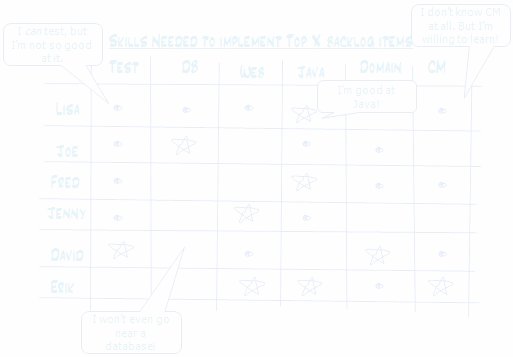 I can test, but
I'm not so good
at it.
I don't know CM
at all. But I'm
willing to learn!
Skills needed to implement Top X backlog items
Test DB Web Java Domain CM
I'm good at
Java!
Lisa
Joe
Fred
Jenny
David
Erik
I won't even go
near a
database!